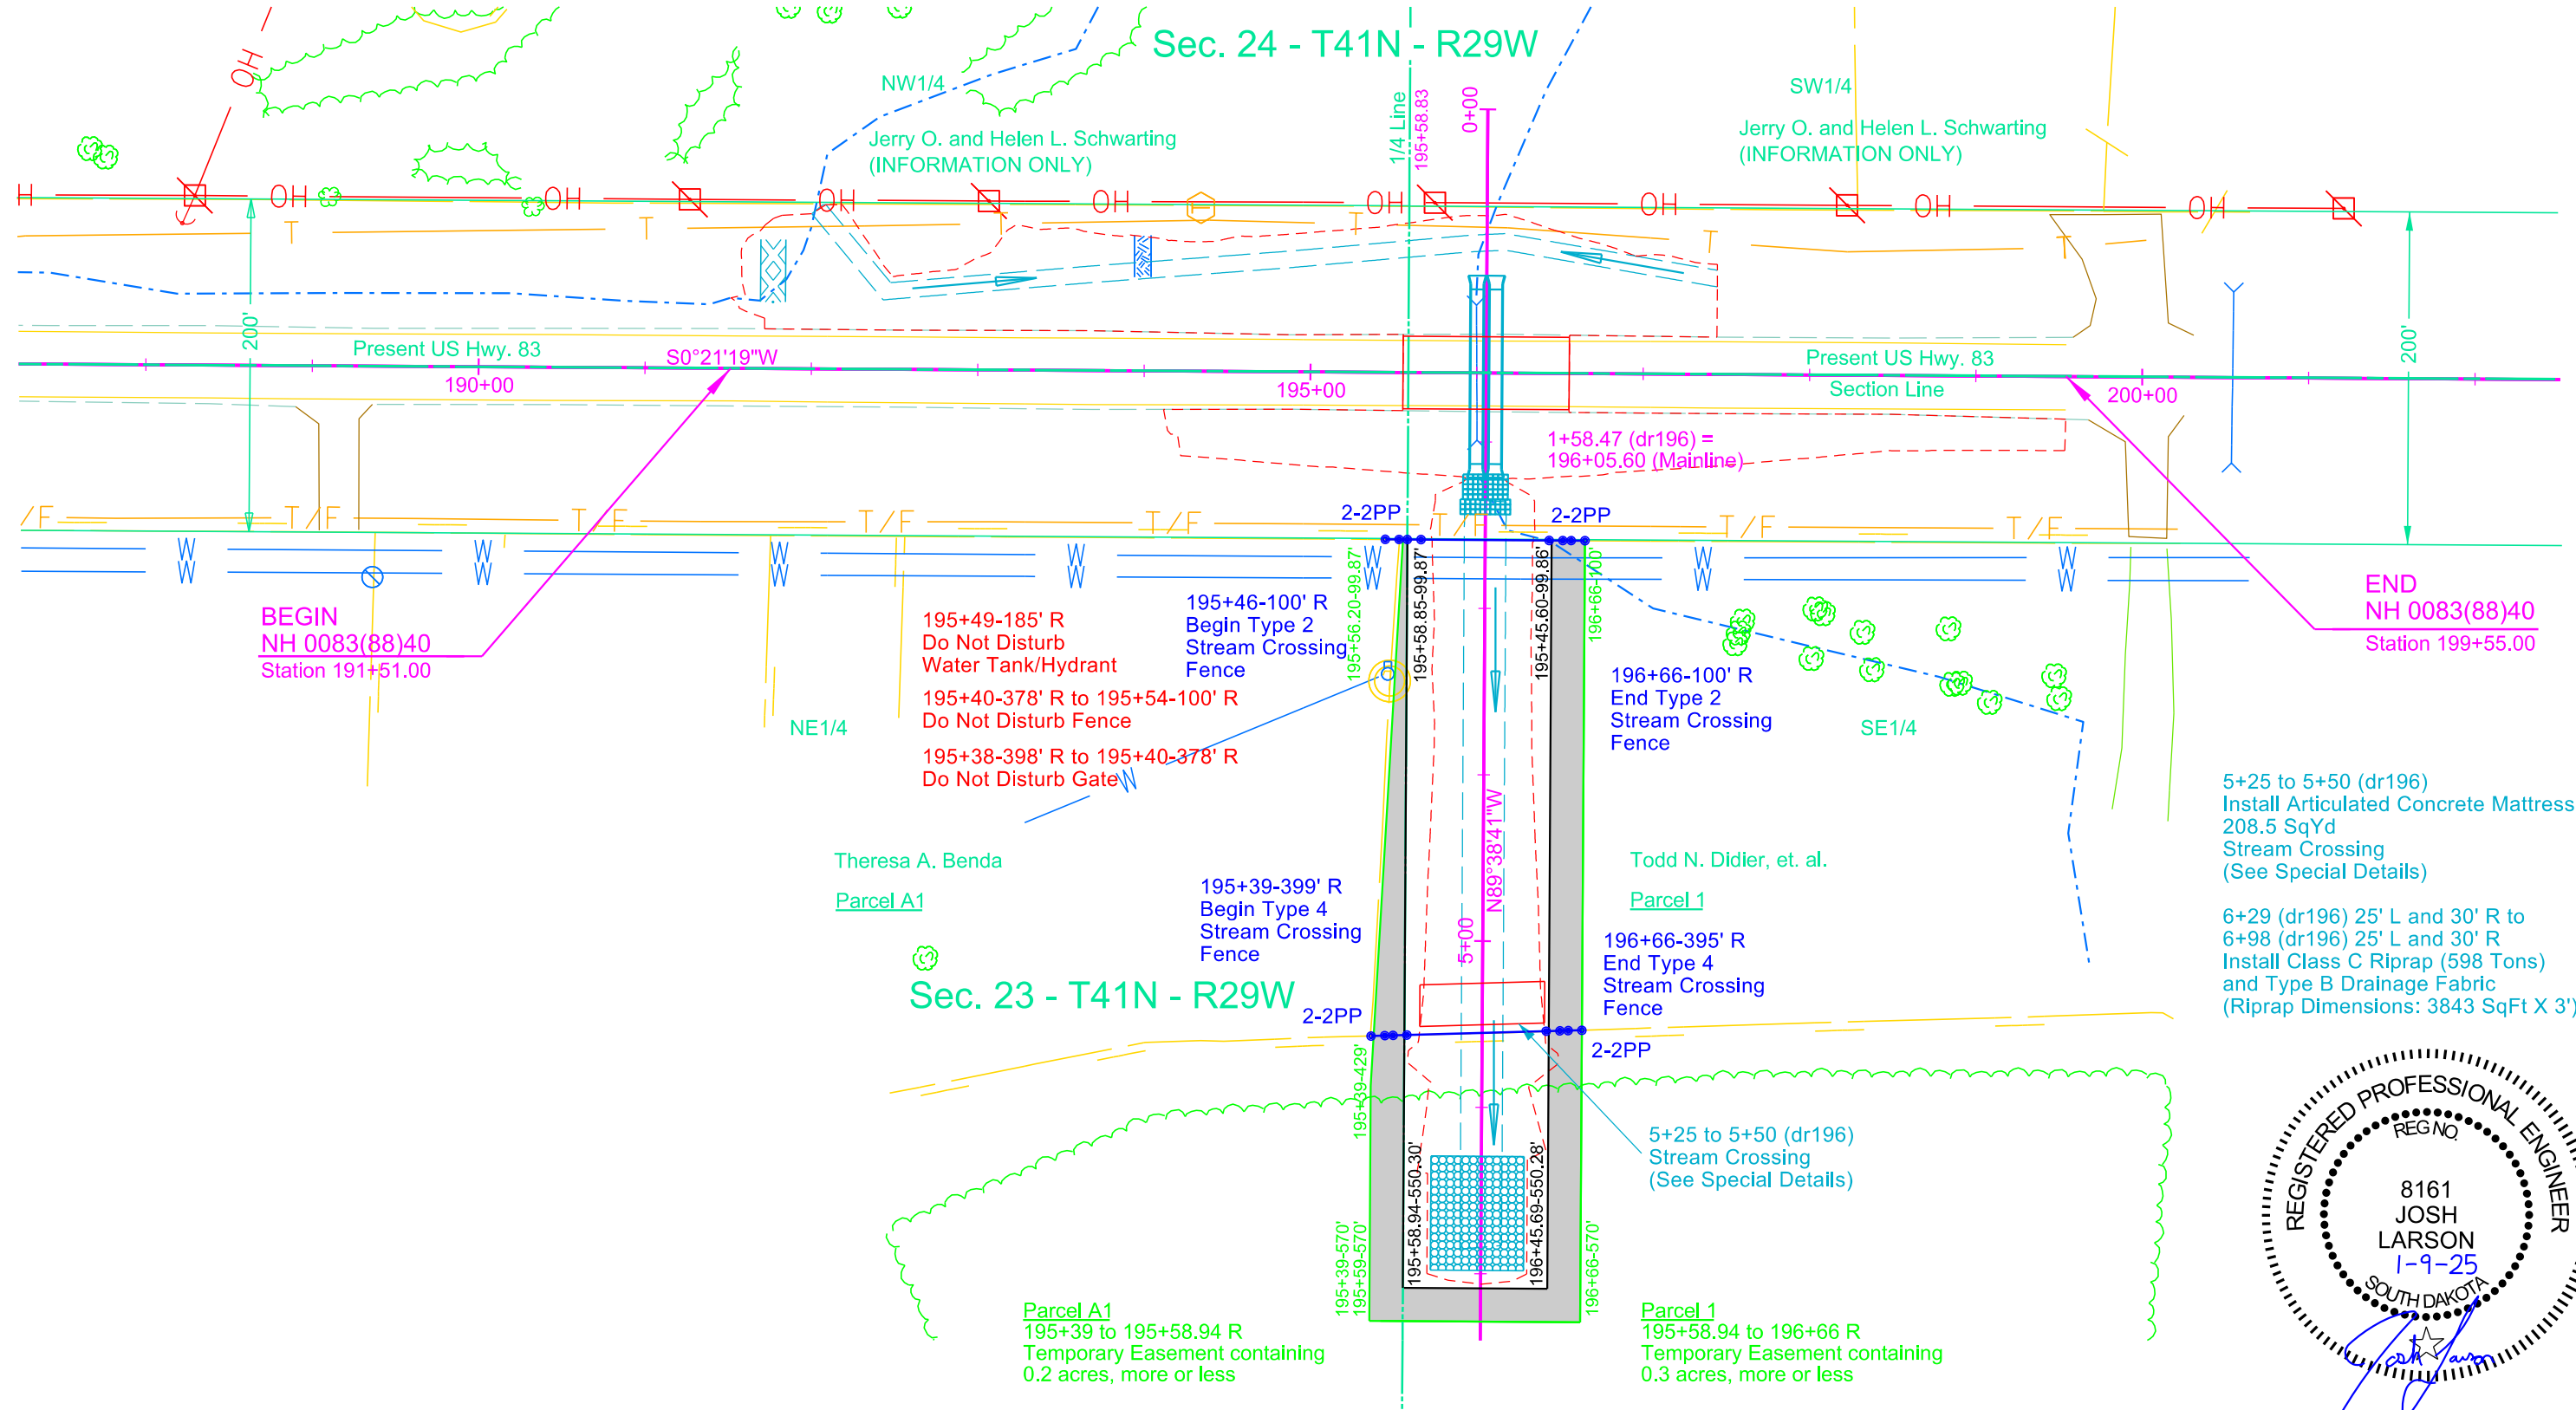 Sec. 24 - T41N - R29W
OH
NW1/4
SW1/4
Jerry O. and Helen L. Schwarting
(INFORMATION ONLY)
1/4 Line
195+58.83
0+00
Jerry O. and Helen L. Schwarting
(INFORMATION ONLY)
H OH OH OH OH OH OH OH OH
T T T T T T T
200'
Present US Hwy. 83
S0°21'19"W
190+00
195+00
Present US Hwy. 83
Section Line
200+00
200'
1+58.47 (dr196) =
196+05.60 (Mainline)
/F T/F T/F T/F T/F T/F T/F T/F
2-2PP
2-2PP
W W W W W W W
W W W W W W W
BEGIN
NH 0083(88)40
Station 191+51.00
END
NH 0083(88)40
Station 199+55.00
195+49-185' R
Do Not Disturb
Water Tank/Hydrant
195+40-378' R to 195+54-100' R
Do Not Disturb Fence
195+38-398' R to 195+40-378' R
Do Not Disturb Gate
W
195+46-100' R
Begin Type 2
Stream Crossing
Fence
195+56.20-99.87'
195+58.85-99.87'
195+45.60-99.86'
196+66-100'
196+66-100' R
End Type 2
Stream Crossing
Fence
NE1/4
SE1/4
N89°38'41"W
5+00
Theresa A. Benda
Parcel A1
Todd N. Didier, et. al.
Parcel 1
5+25 to 5+50 (dr196)
Install Articulated Concrete Mattress
208.5 SqYd
Stream Crossing
(See Special Details)
195+39-399' R
Begin Type 4
Stream Crossing
Fence
196+66-395' R
End Type 4
Stream Crossing
Fence
6+29 (dr196) 25' L and 30' R to
6+98 (dr196) 25' L and 30' R
Install Class C Riprap (598 Tons)
and Type B Drainage Fabric
(Riprap Dimensions: 3843 SqFt X 3')
Sec. 23 - T41N - R29W
2-2PP
2-2PP
195+39-429'
5+25 to 5+50 (dr196)
Stream Crossing
(See Special Details)
195+39-570'
195+59-570'
195+58.94-550.30'
196+45.69-550.28'
196+66-570'
Parcel A1
195+39 to 195+58.94 R
Temporary Easement containing
0.2 acres, more or less
Parcel 1
195+58.94 to 196+66 R
Temporary Easement containing
0.3 acres, more or less
REGISTERED PROFESSIONAL ENGINEER
REG NO.
8161
JOSH
LARSON
1-9-25
SOUTH DAKOTA